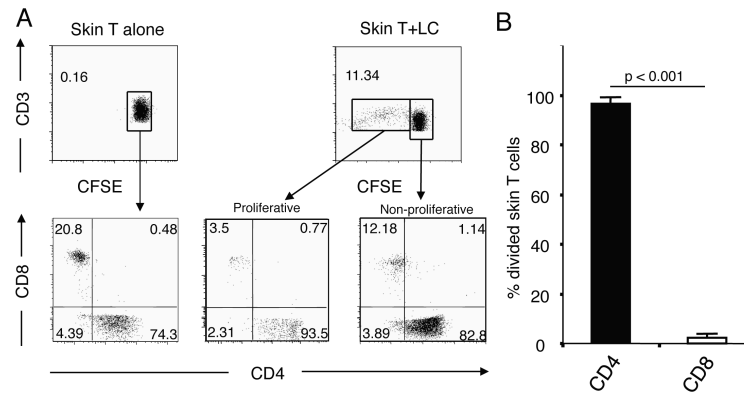 A
B
Skin T alone
Skin T+LC
0.16
11.34
CD3
CFSE
CFSE
Proliferative
Non-proliferative
20.8
0.48
4.39
74.3
3.5
0.77
2.31
93.5
12.18
1.14
3.89
82.8
CD8
CD4
p < 0.001
% divided skin T cells
100
80
60
40
20
0
CD4
CD8